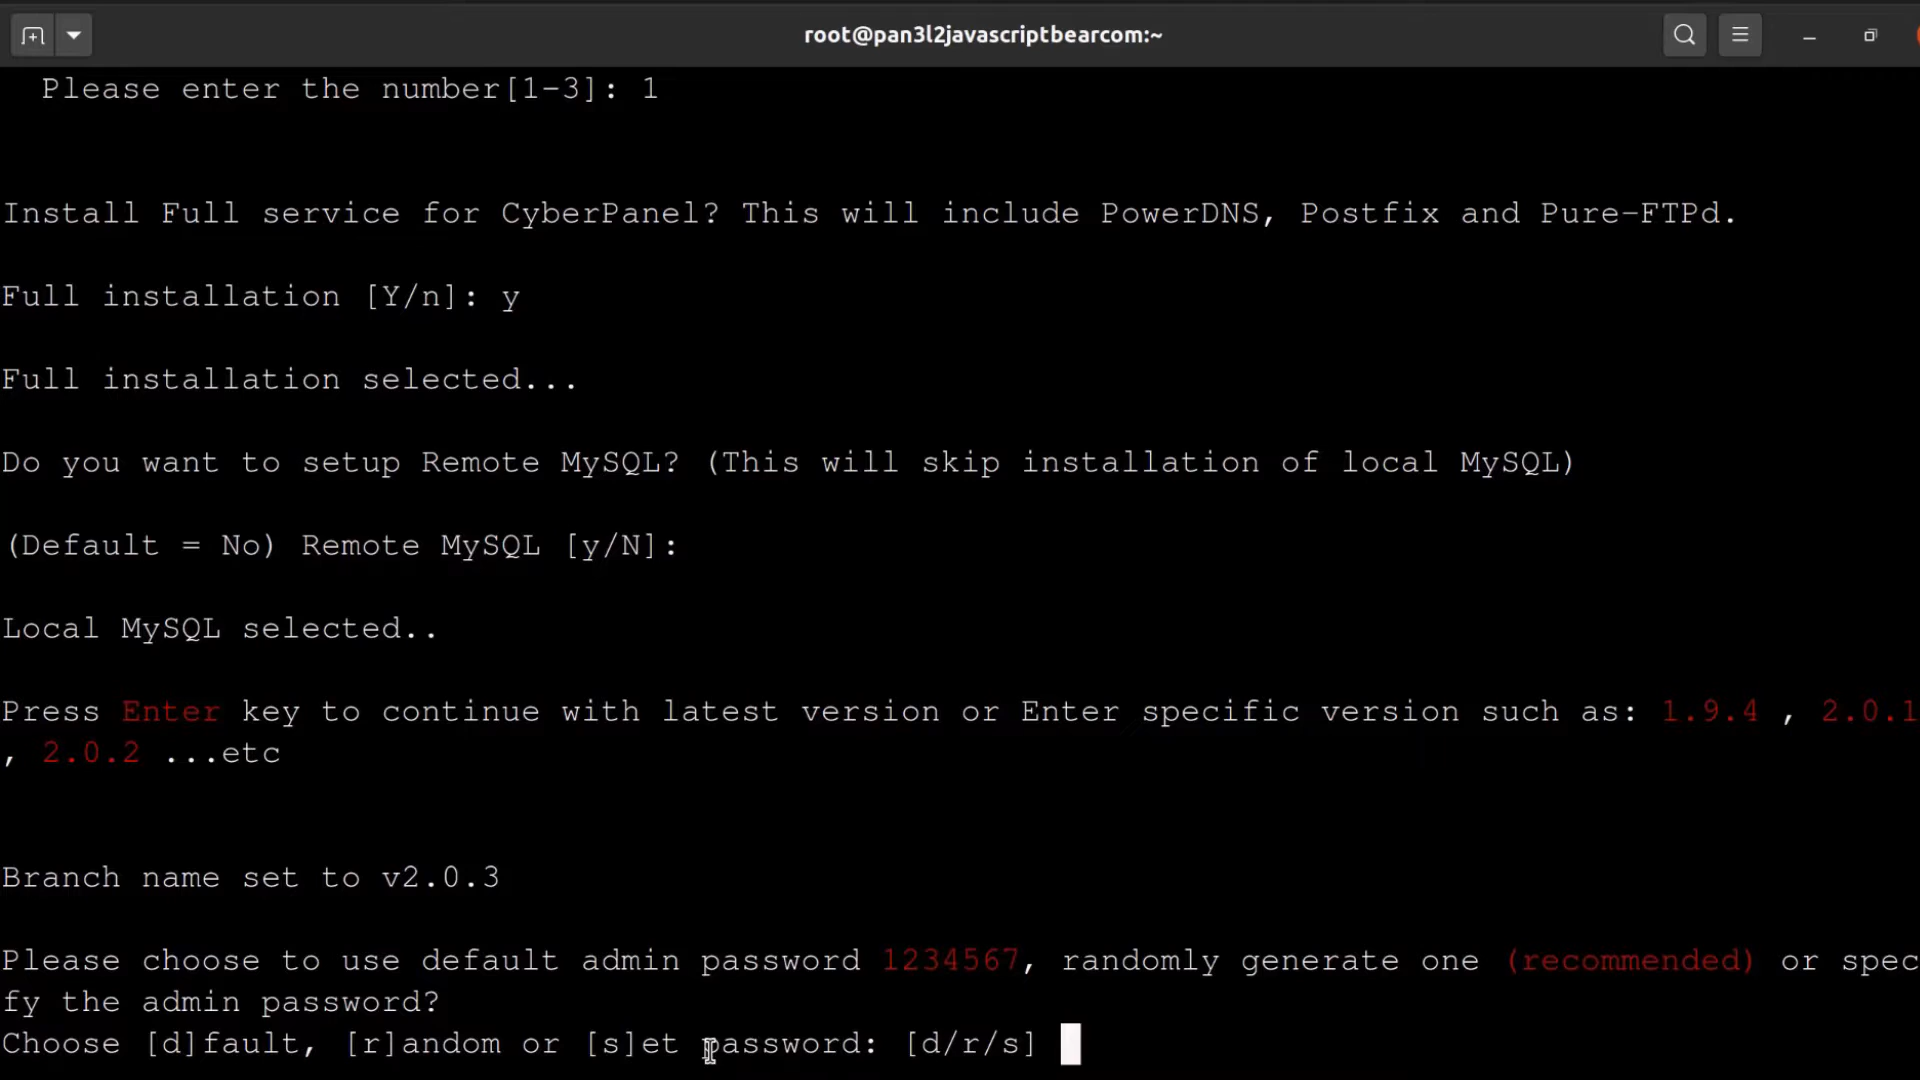 root@pan3l2javascriptbearcom:~
Please enter the number[1-3]: 1
Install Full service for CyberPanel? This will include PowerDNS, Postfix and Pure-FTPd.
Full installation [Y/n]: y
Full installation selected...
Do you want to setup Remote MySQL? (This will skip installation of local MySQL)
(Default = No) Remote MySQL [y/N]:
Local MySQL selected..
Press Enter key to continue with latest version or Enter specific version such as: 1.9.4 , 2.0.1
, 2.0.2 ...etc
Branch name set to v2.0.3
Please choose to use default admin password 1234567, randomly generate one (recommended) or spec
fy the admin password?
Choose [d]fault, [r]andom or [s]et password: [d/r/s]